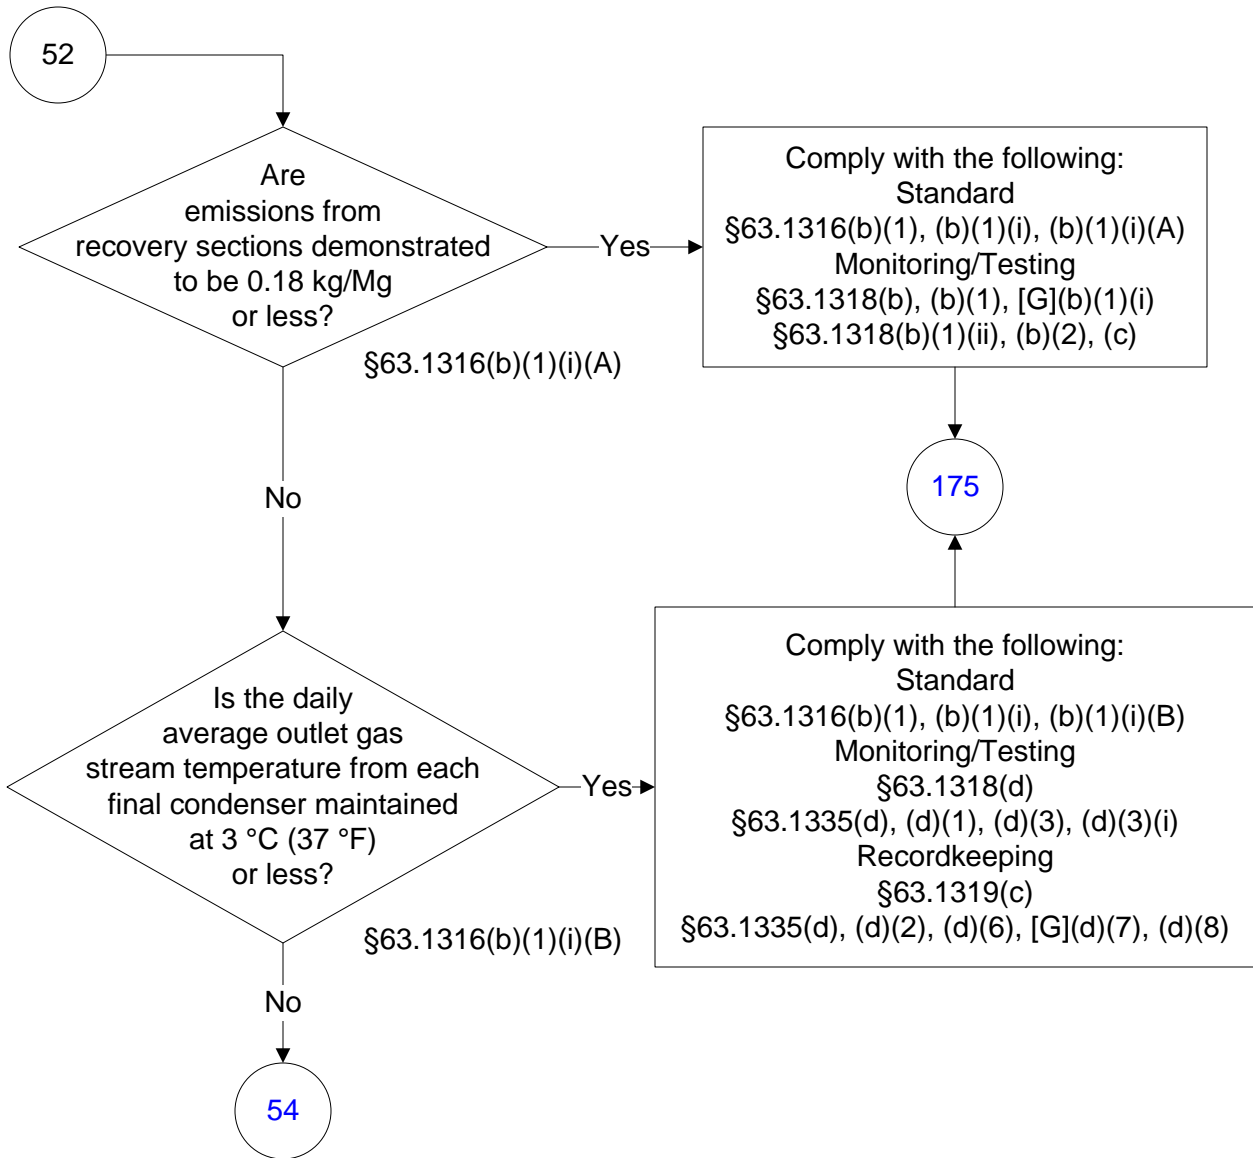 52
Are
emissions from
recovery sections demonstrated
to be 0.18 kg/Mg
or less?
§63.1316(b)(1)(i)(A)
Yes
Comply with the following:
Standard
§63.1316(b)(1), (b)(1)(i), (b)(1)(i)(A)
Monitoring/Testing
§63.1318(b), (b)(1), [G](b)(1)(i)
§63.1318(b)(1)(ii), (b)(2), (c)
175
No
Is the daily
average outlet gas
stream temperature from each
final condenser maintained
at 3 °C (37 °F)
or less?
§63.1316(b)(1)(i)(B)
Yes
Comply with the following:
Standard
§63.1316(b)(1), (b)(1)(i), (b)(1)(i)(B)
Monitoring/Testing
§63.1318(d)
§63.1335(d), (d)(1), (d)(3), (d)(3)(i)
Recordkeeping
§63.1319(c)
§63.1335(d), (d)(2), (d)(6), [G](d)(7), (d)(8)
No
54